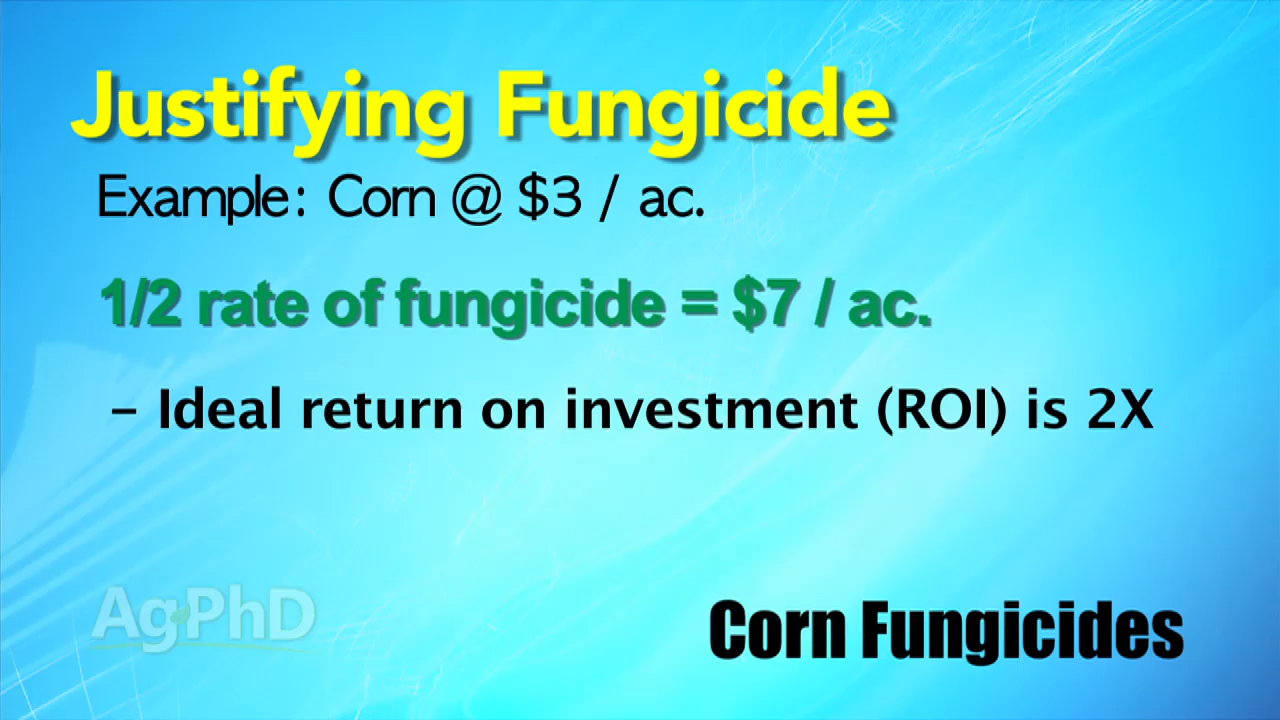 Justifying Fungicide
Example: Corn @ $3 / ac.
1/2 rate of fungicide = $7 / ac.
– Ideal return on investment (ROI) is 2X
AgPhD
Corn Fungicides